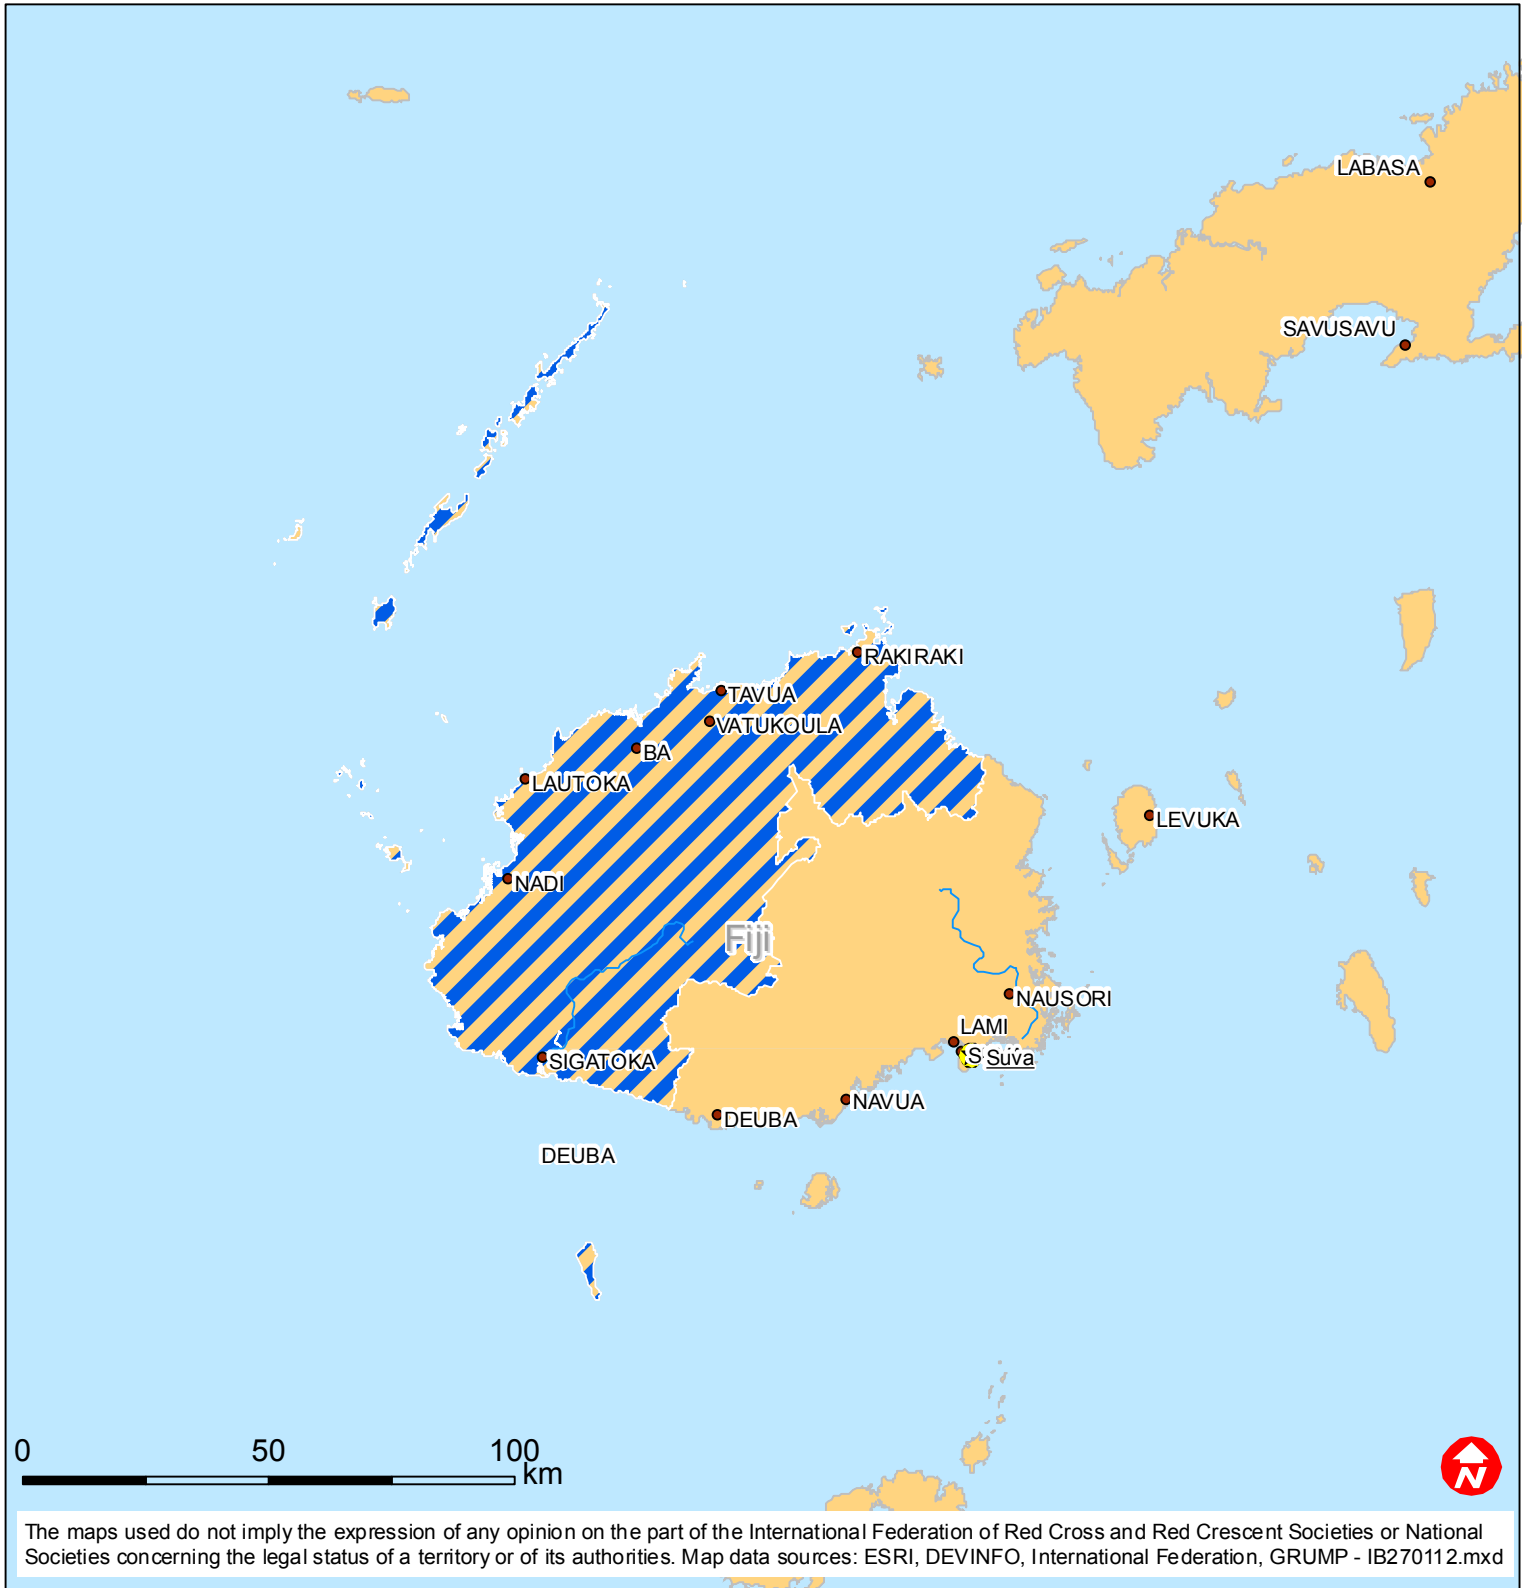 LABASA
SAVUSAVU
RAKIRAKI
TAVUA
VATUKOULA
BA
LAUTOKA
LEVUKA
NADI
Fiji
NAUSORI
LAMI
Suva
SIGATOKA
NAVUA
DEUBA
DEUBA
0 50 100
km
N
The maps used do not imply the expression of any opinion on the part of the International Federation of Red Cross and Red Crescent Societies or National
Societies concerning the legal status of a territory or of its authorities. Map data sources: ESRI, DEVINFO, International Federation, GRUMP - IB270112.mxd